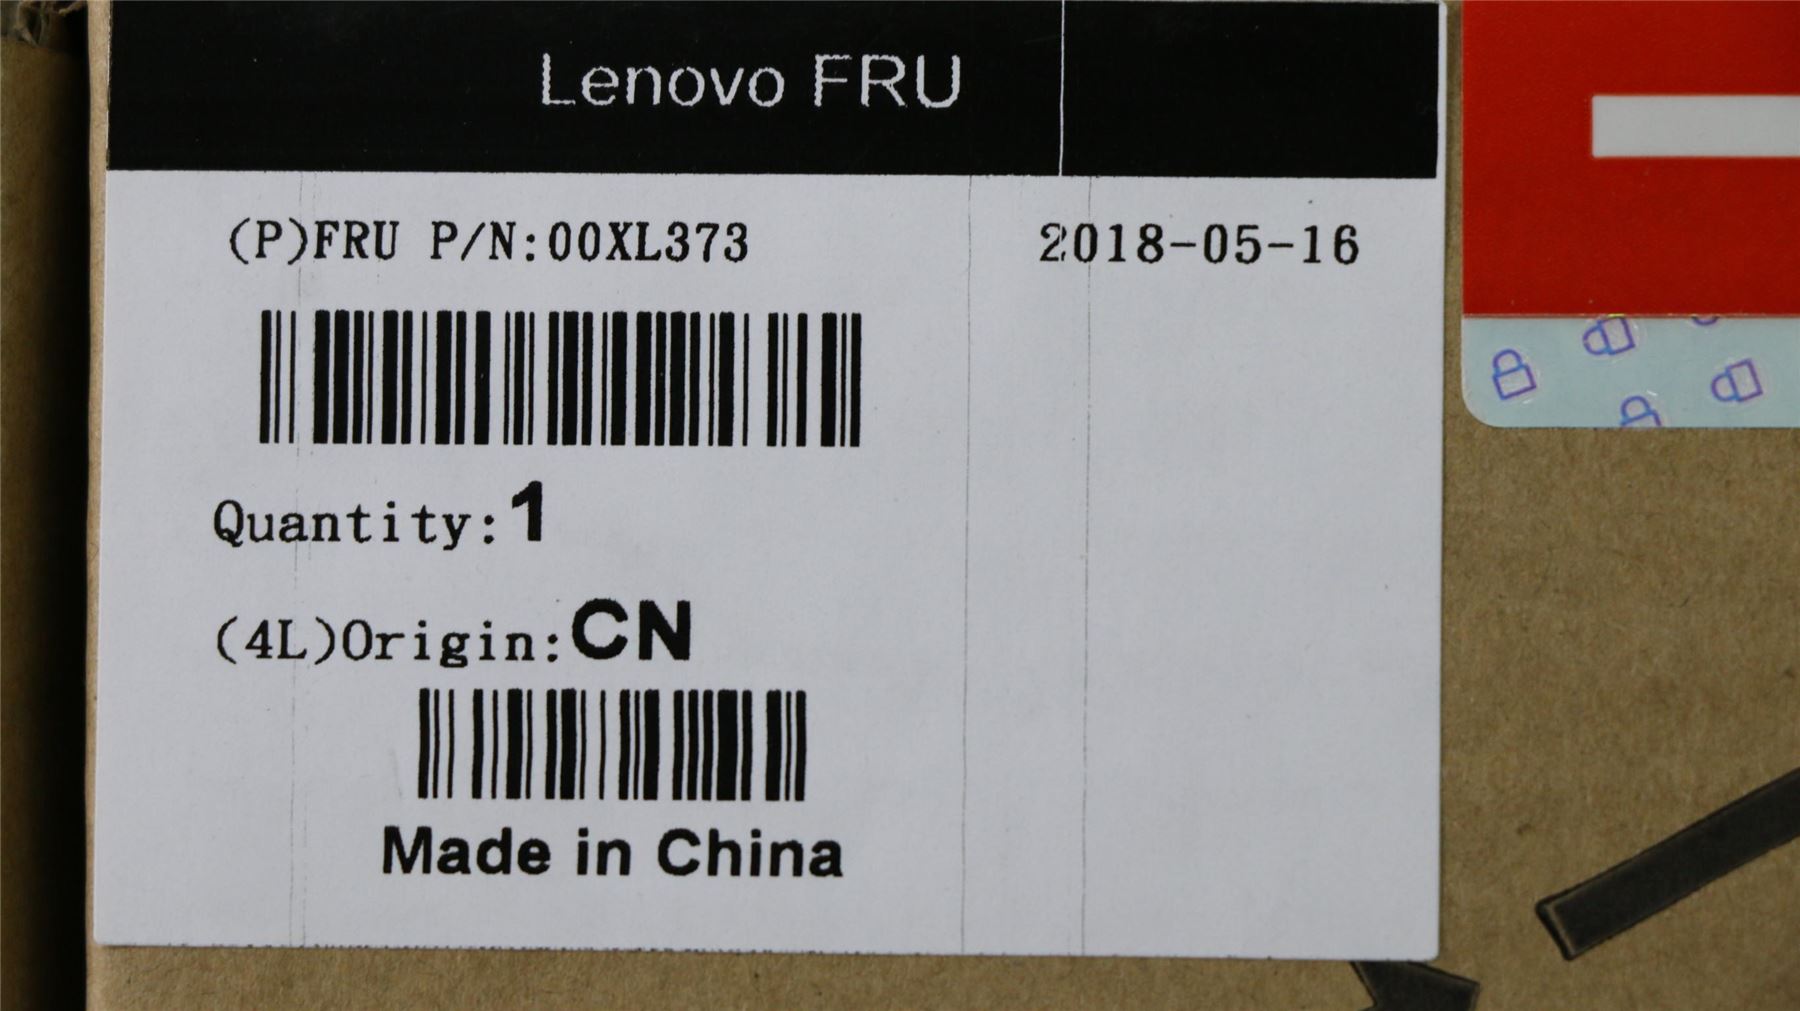 Lenovo FRU
(P)FRU P/N:00XL373 2018-05-16
Quantity:1
(4L)Origin:CN
Made in China